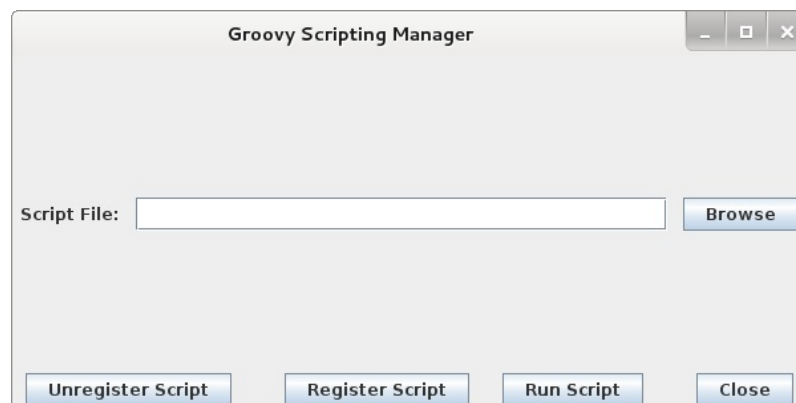 Groovy Scripting Manager
Script File:
Browse
Unregister Script Register Script Run Script Close